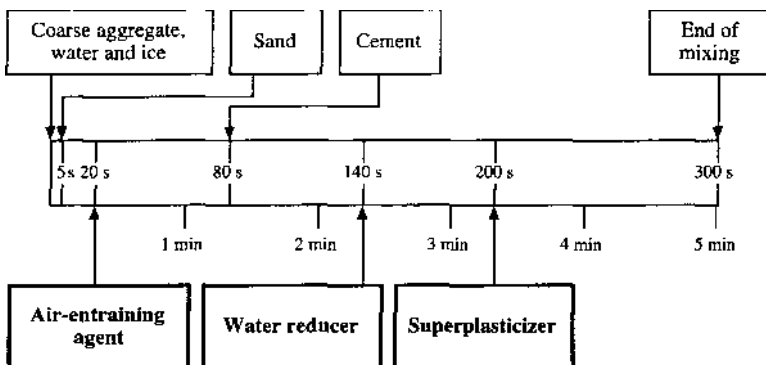 Coarse aggregate,
water and ice
Sand
Cement
End of
mixing
5s 20 s 80 s 140 s 200 s 300 s
1 min 2 min 3 min 4 min 5 min
Air-entraining
agent
Water reducer
Superplasticizer